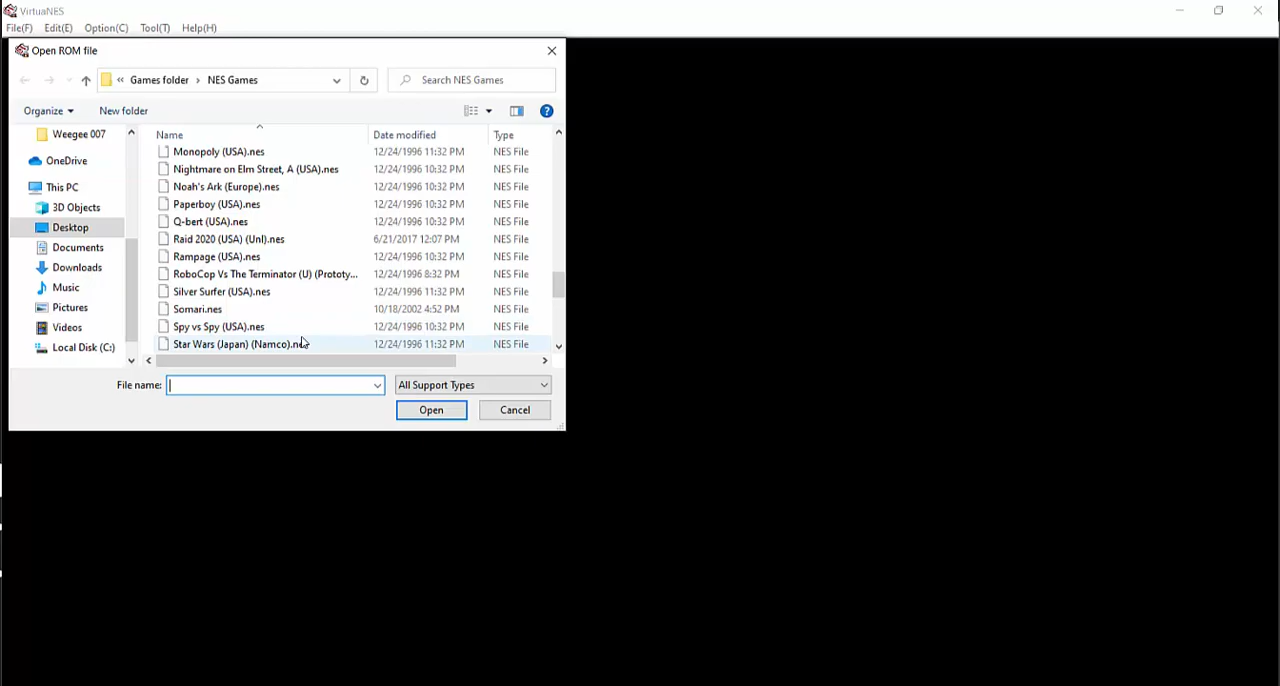 VirtuaNES
File(F) Edit(E) Option(C) Tool(T) Help(H)
Open ROM file
« Games folder › NES Games
Search NES Games
Organize New folder
Name Date modified Type
Monopoly (USA).nes 12/24/1996 11:32 PM NES File
Nightmare on Elm Street, A (USA).nes 12/24/1996 10:32 PM NES File
Noah's Ark (Europe).nes 12/24/1996 10:32 PM NES File
Paperboy (USA).nes 12/24/1996 10:32 PM NES File
Q-bert (USA).nes 12/24/1996 10:32 PM NES File
Raid 2020 (USA) (Unl).nes 6/21/2017 12:07 PM NES File
Rampage (USA).nes 12/24/1996 10:32 PM NES File
RoboCop Vs The Terminator (U) (Prototy... 12/24/1996 8:32 PM NES File
Silver Surfer (USA).nes 12/24/1996 11:32 PM NES File
Somari.nes 10/18/2002 4:52 PM NES File
Spy vs Spy (USA).nes 12/24/1996 10:32 PM NES File
Star Wars (Japan) (Namco).nes 12/24/1996 11:32 PM NES File
Weegee 007
OneDrive
This PC
3D Objects
Desktop
Documents
Downloads
Music
Pictures
Videos
Local Disk (C:)
File name:
All Support Types
Open Cancel